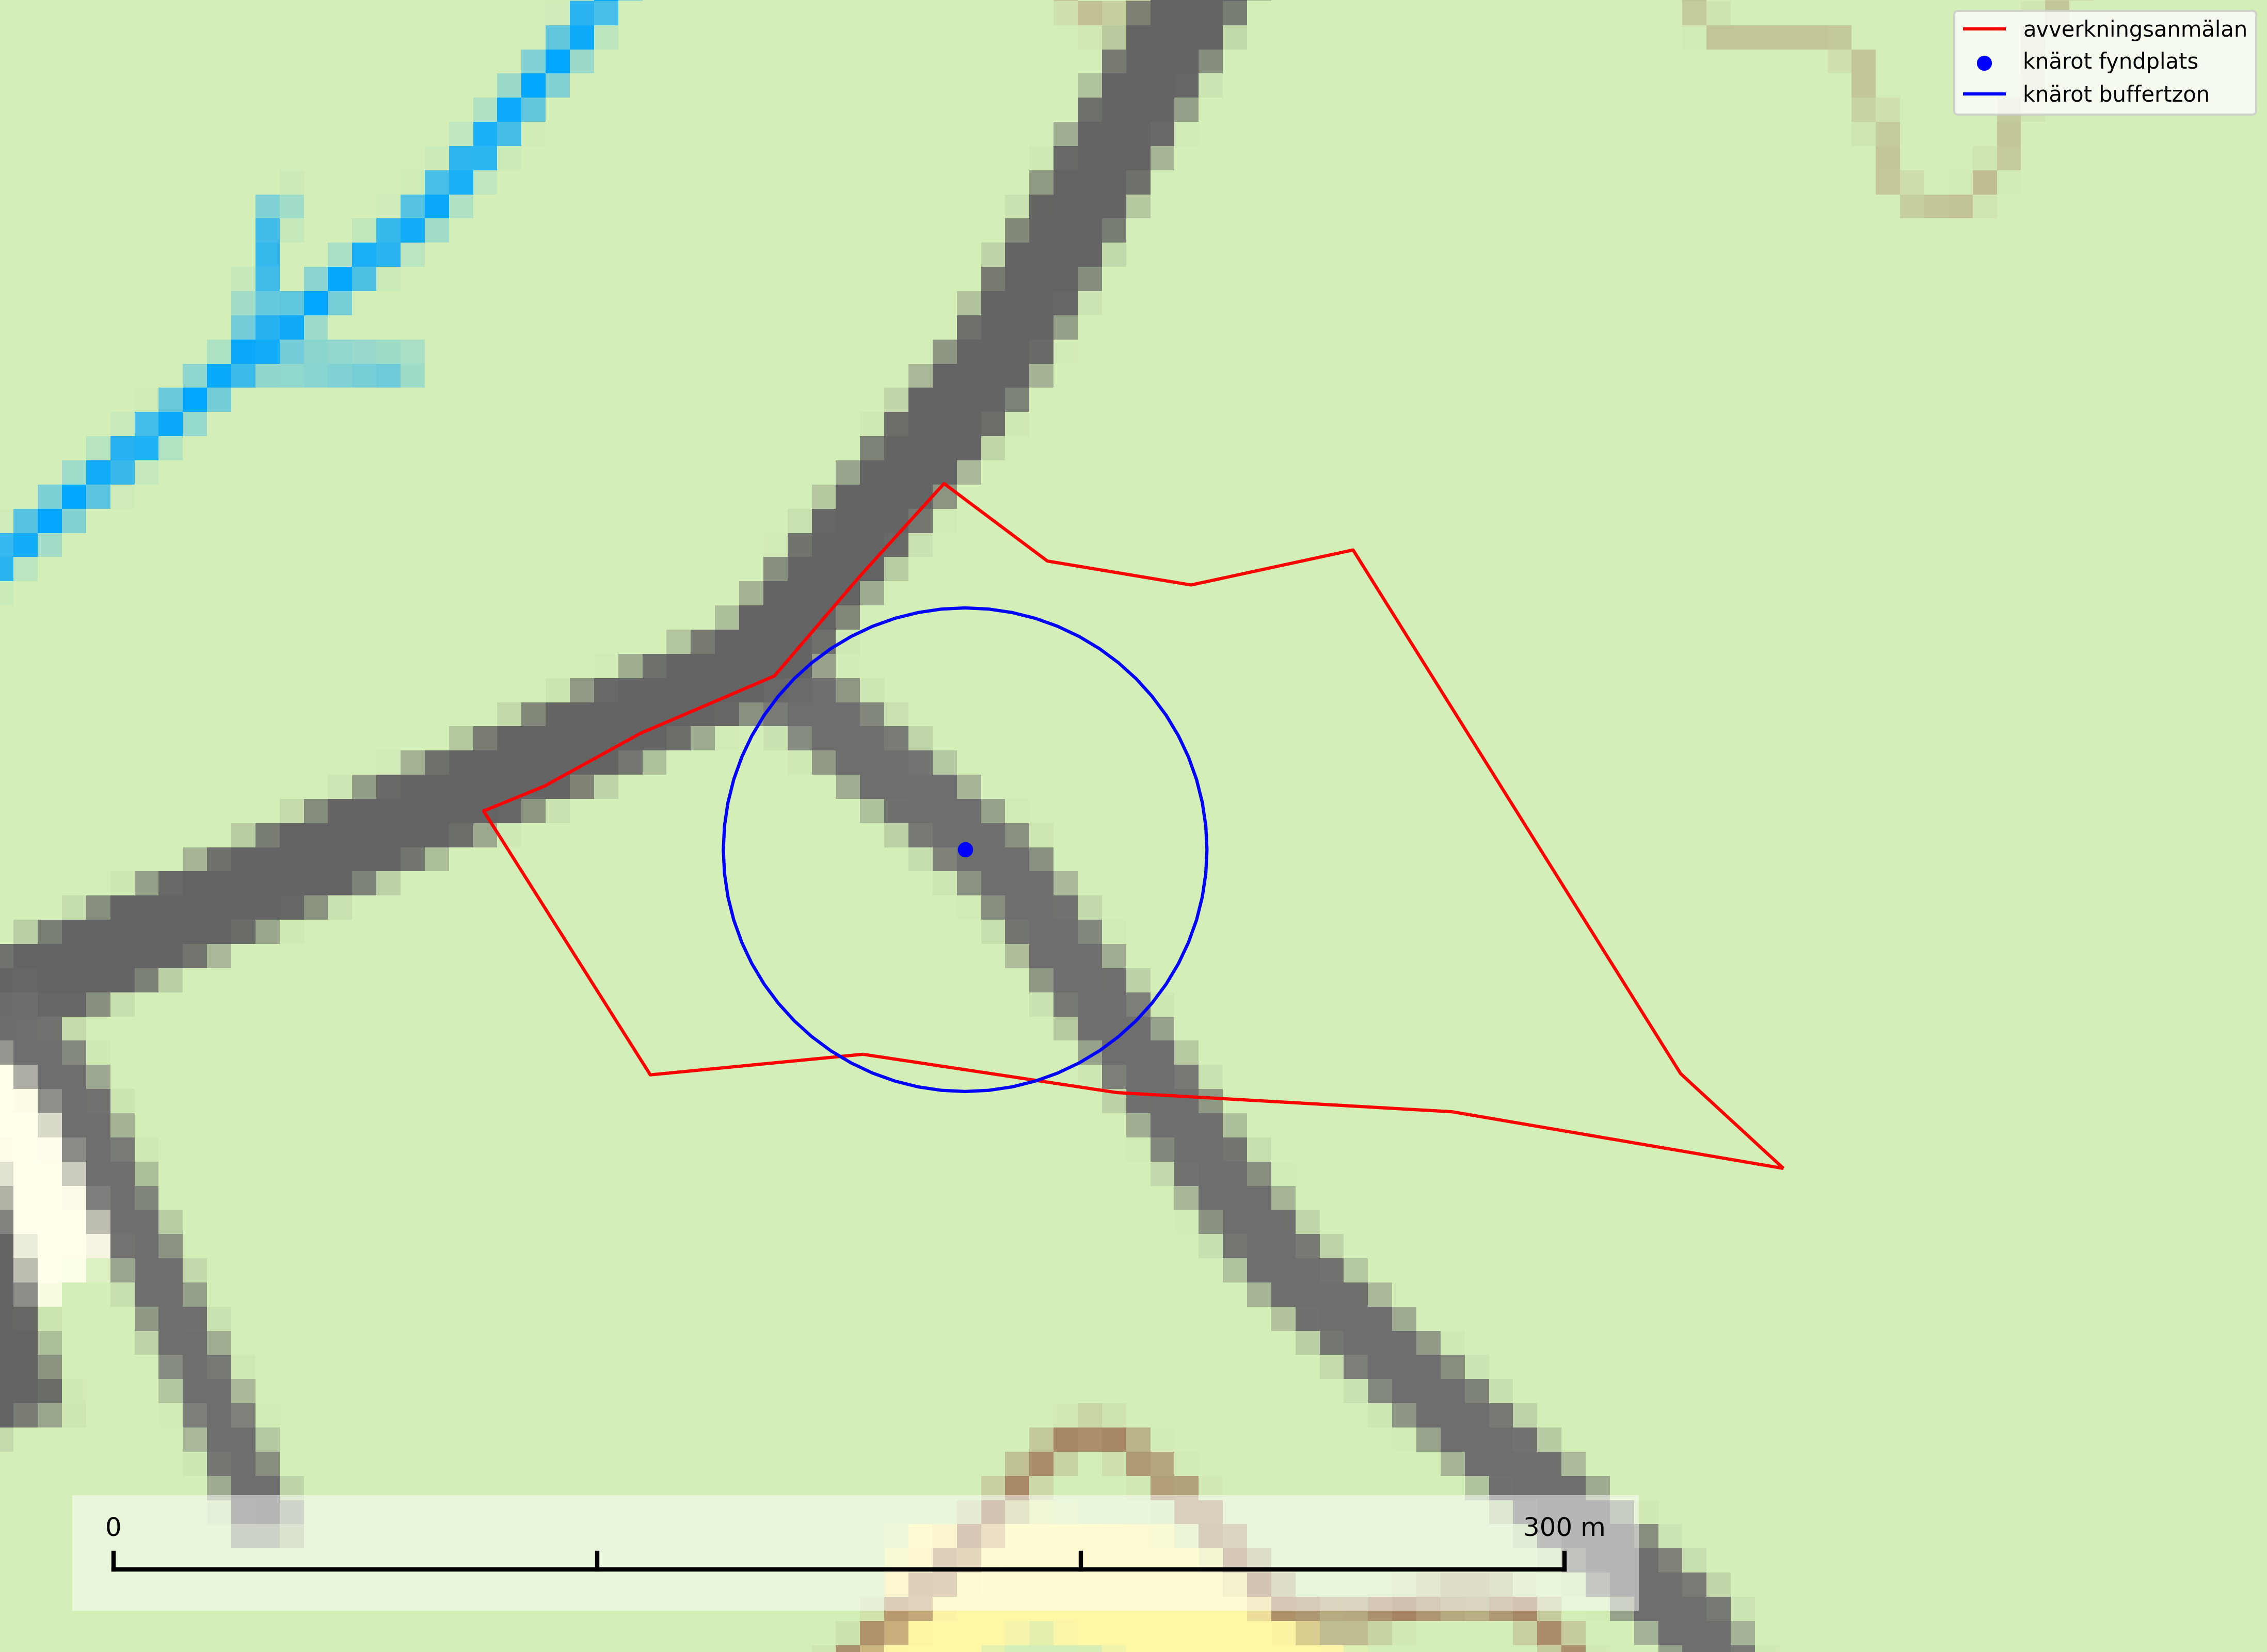 avverkningsanmälan
knärot fyndplats
knärot buffertzon
0
300 m